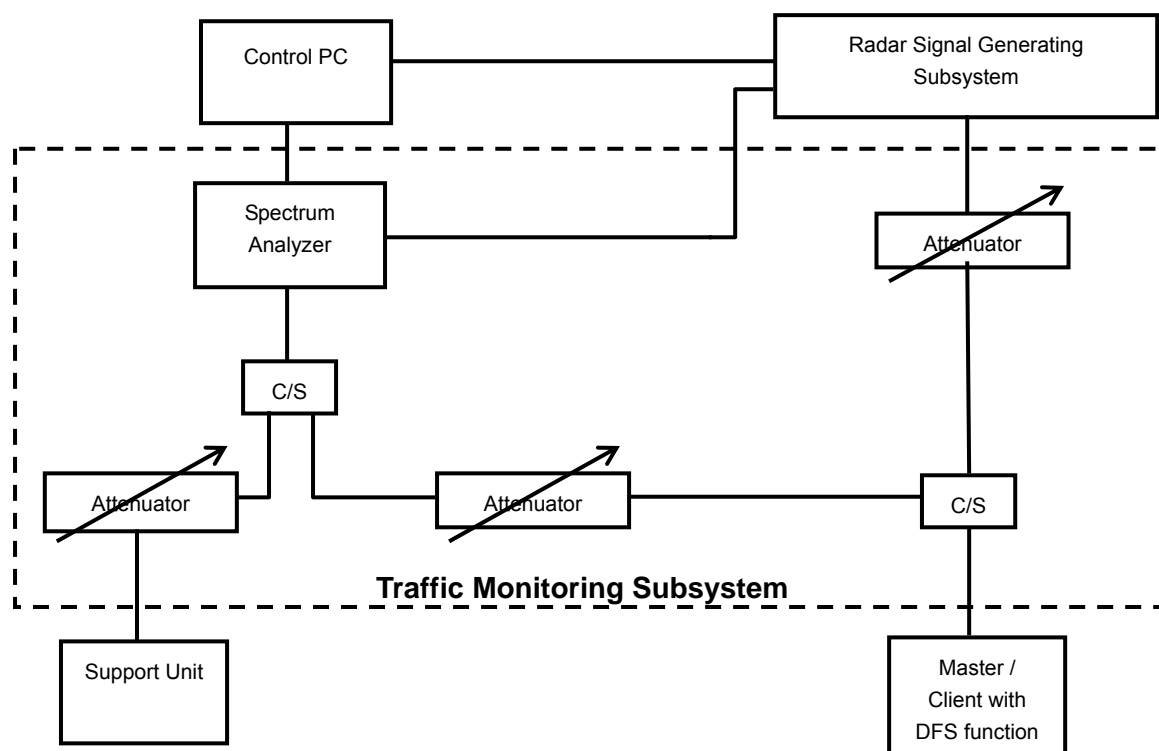 Control PC
Radar Signal Generating
Subsystem
Spectrum
Analyzer
Attenuator
C/S
Attenuator
Attenuator
C/S
Traffic Monitoring Subsystem
Support Unit
Master /
Client with
DFS function